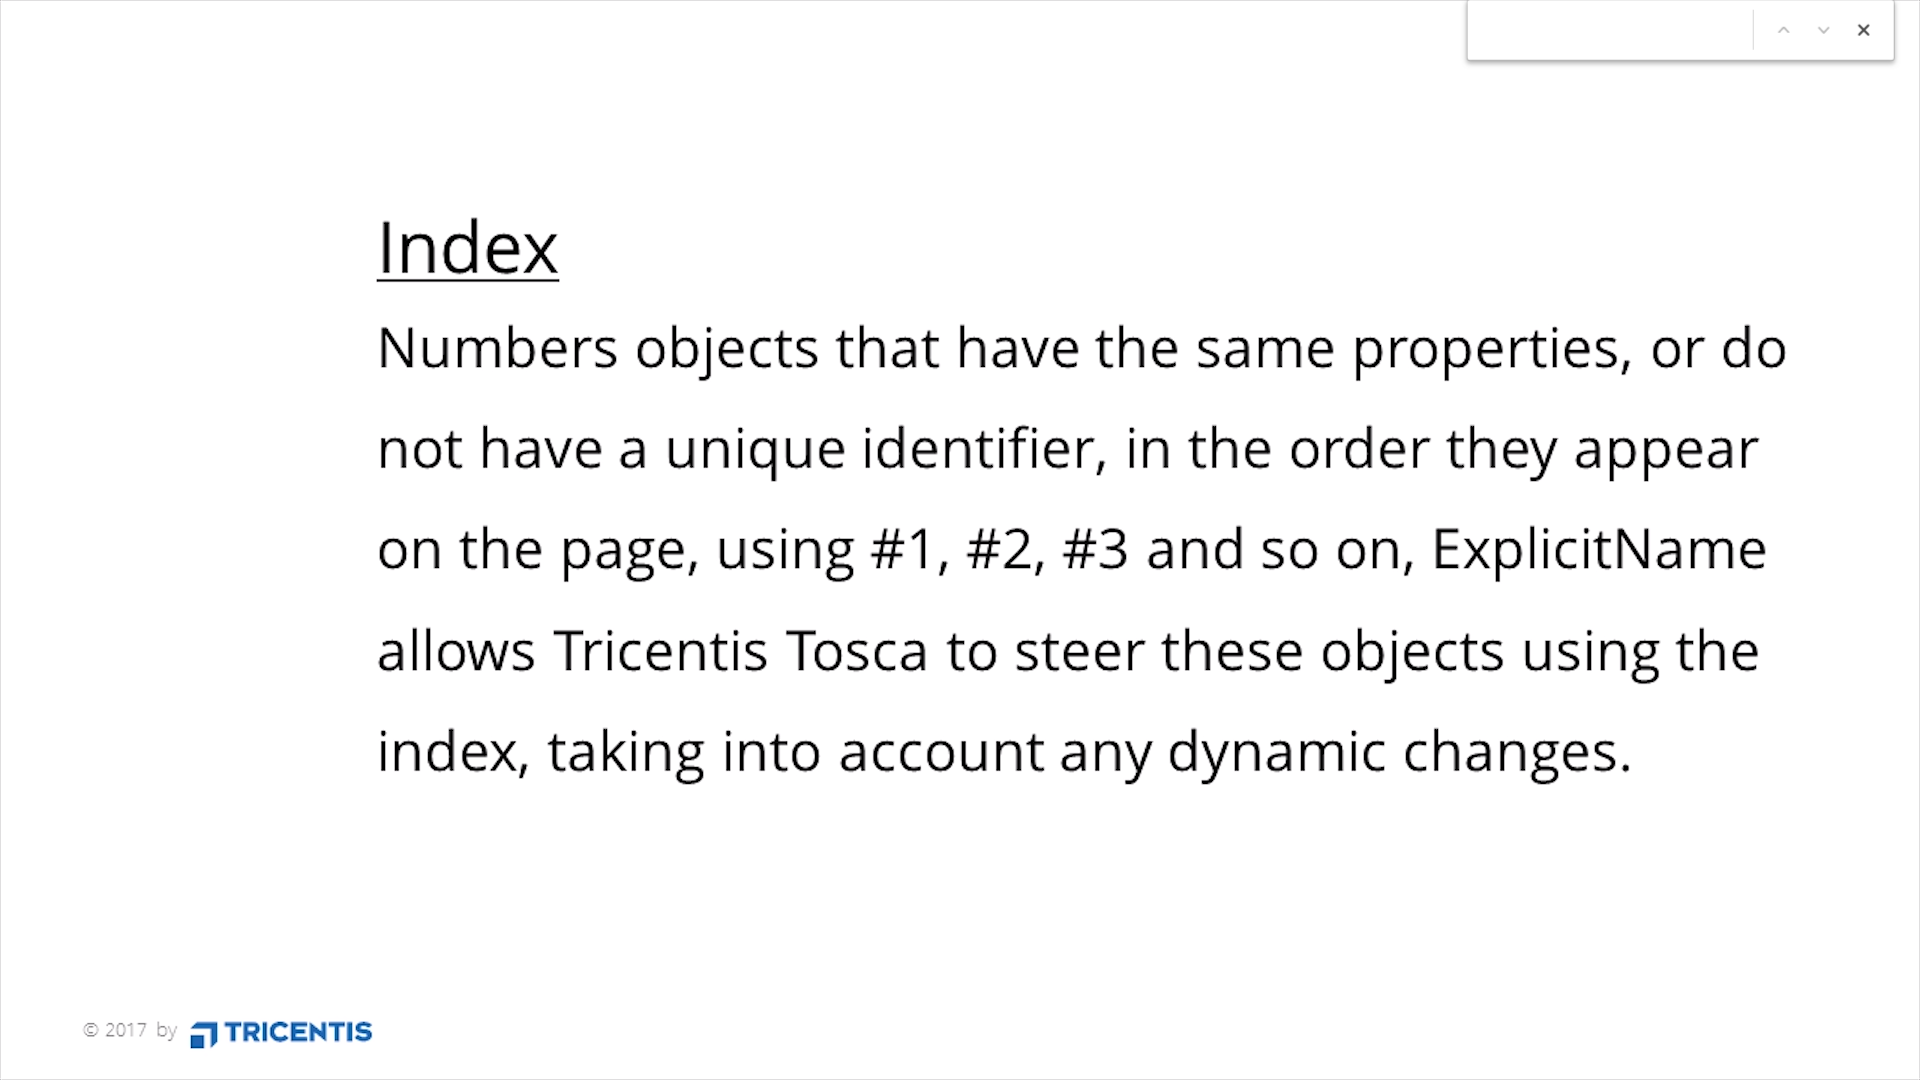 Index
Numbers objects that have the same properties, or do
not have a unique identifier, in the order they appear
on the page, using #1, #2, #3 and so on, ExplicitName
allows Tricentis Tosca to steer these objects using the
index, taking into account any dynamic changes.
© 2017 by TRICENTIS